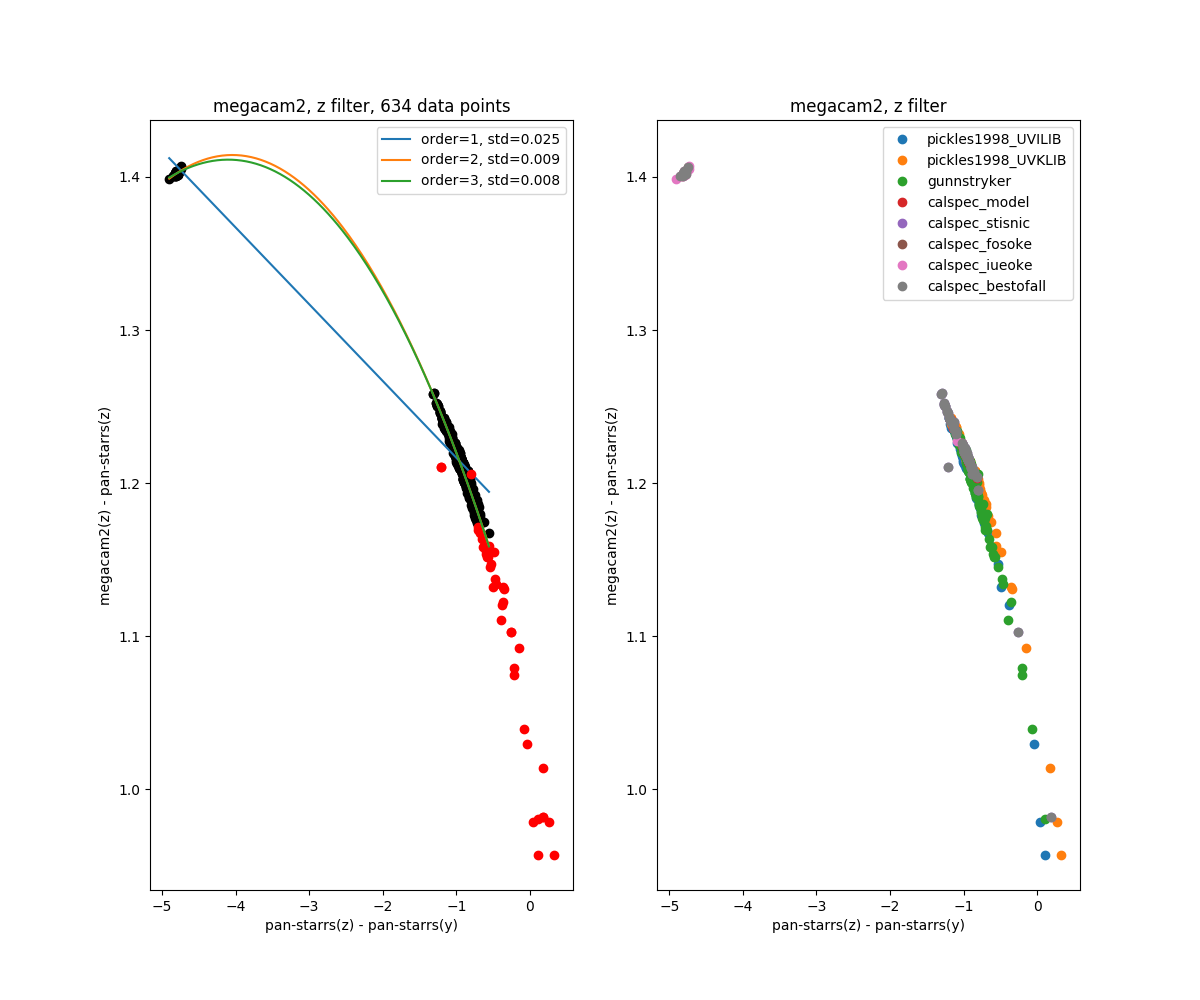 megacam2, z filter, 634 data points
order=1, std=0.025
order=2, std=0.009
order=3, std=0.008
1.4
1.3
1.2
1.1
1.0
megacam2(z) - pan-starrs(z)
−5
−4
−3
−2
−1
0
pan-starrs(z) - pan-starrs(y)
megacam2, z filter
pickles1998_UVILIB
pickles1998_UVKLIB
gunnstryker
calspec_model
calspec_stisnic
calspec_fosoke
calspec_iueoke
calspec_bestofall
1.4
1.3
1.2
1.1
1.0
megacam2(z) - pan-starrs(z)
−5
−4
−3
−2
−1
0
pan-starrs(z) - pan-starrs(y)